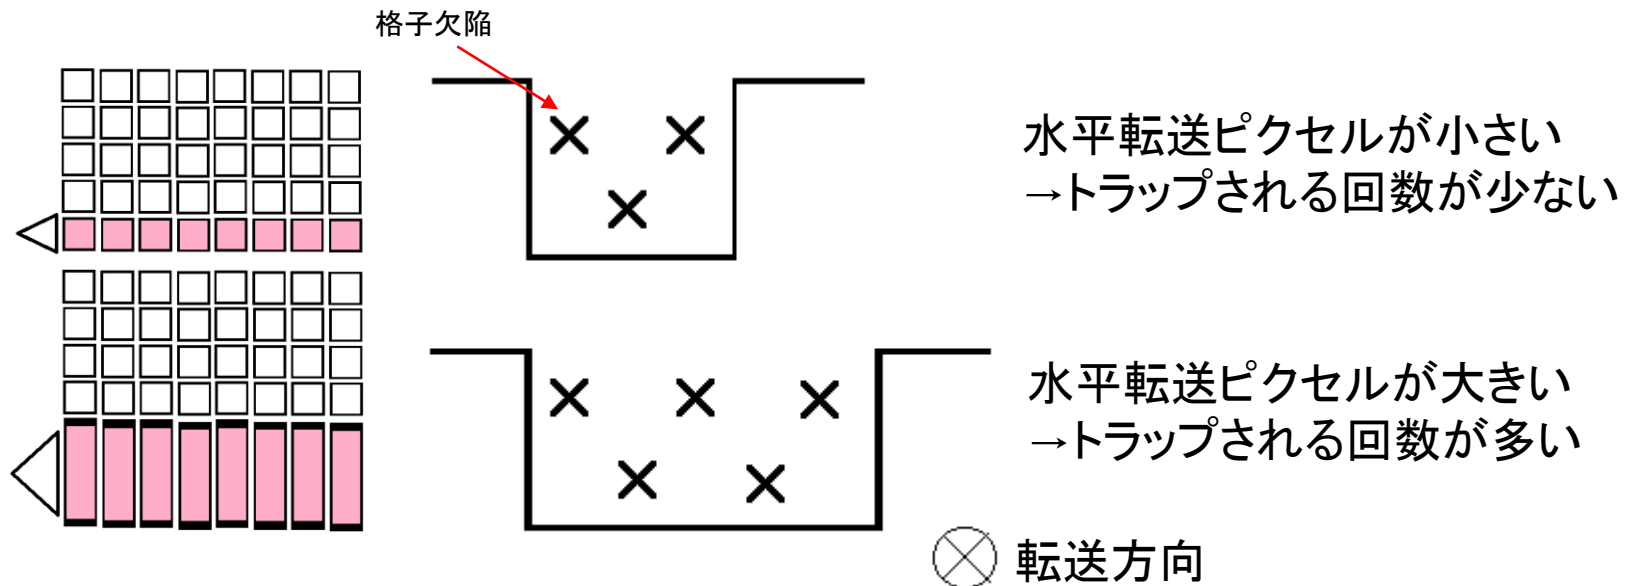 格子欠陥
水平転送ピクセルが小さい
→トラップされる回数が少ない
水平転送ピクセルが大きい
→トラップされる回数が多い
転送方向